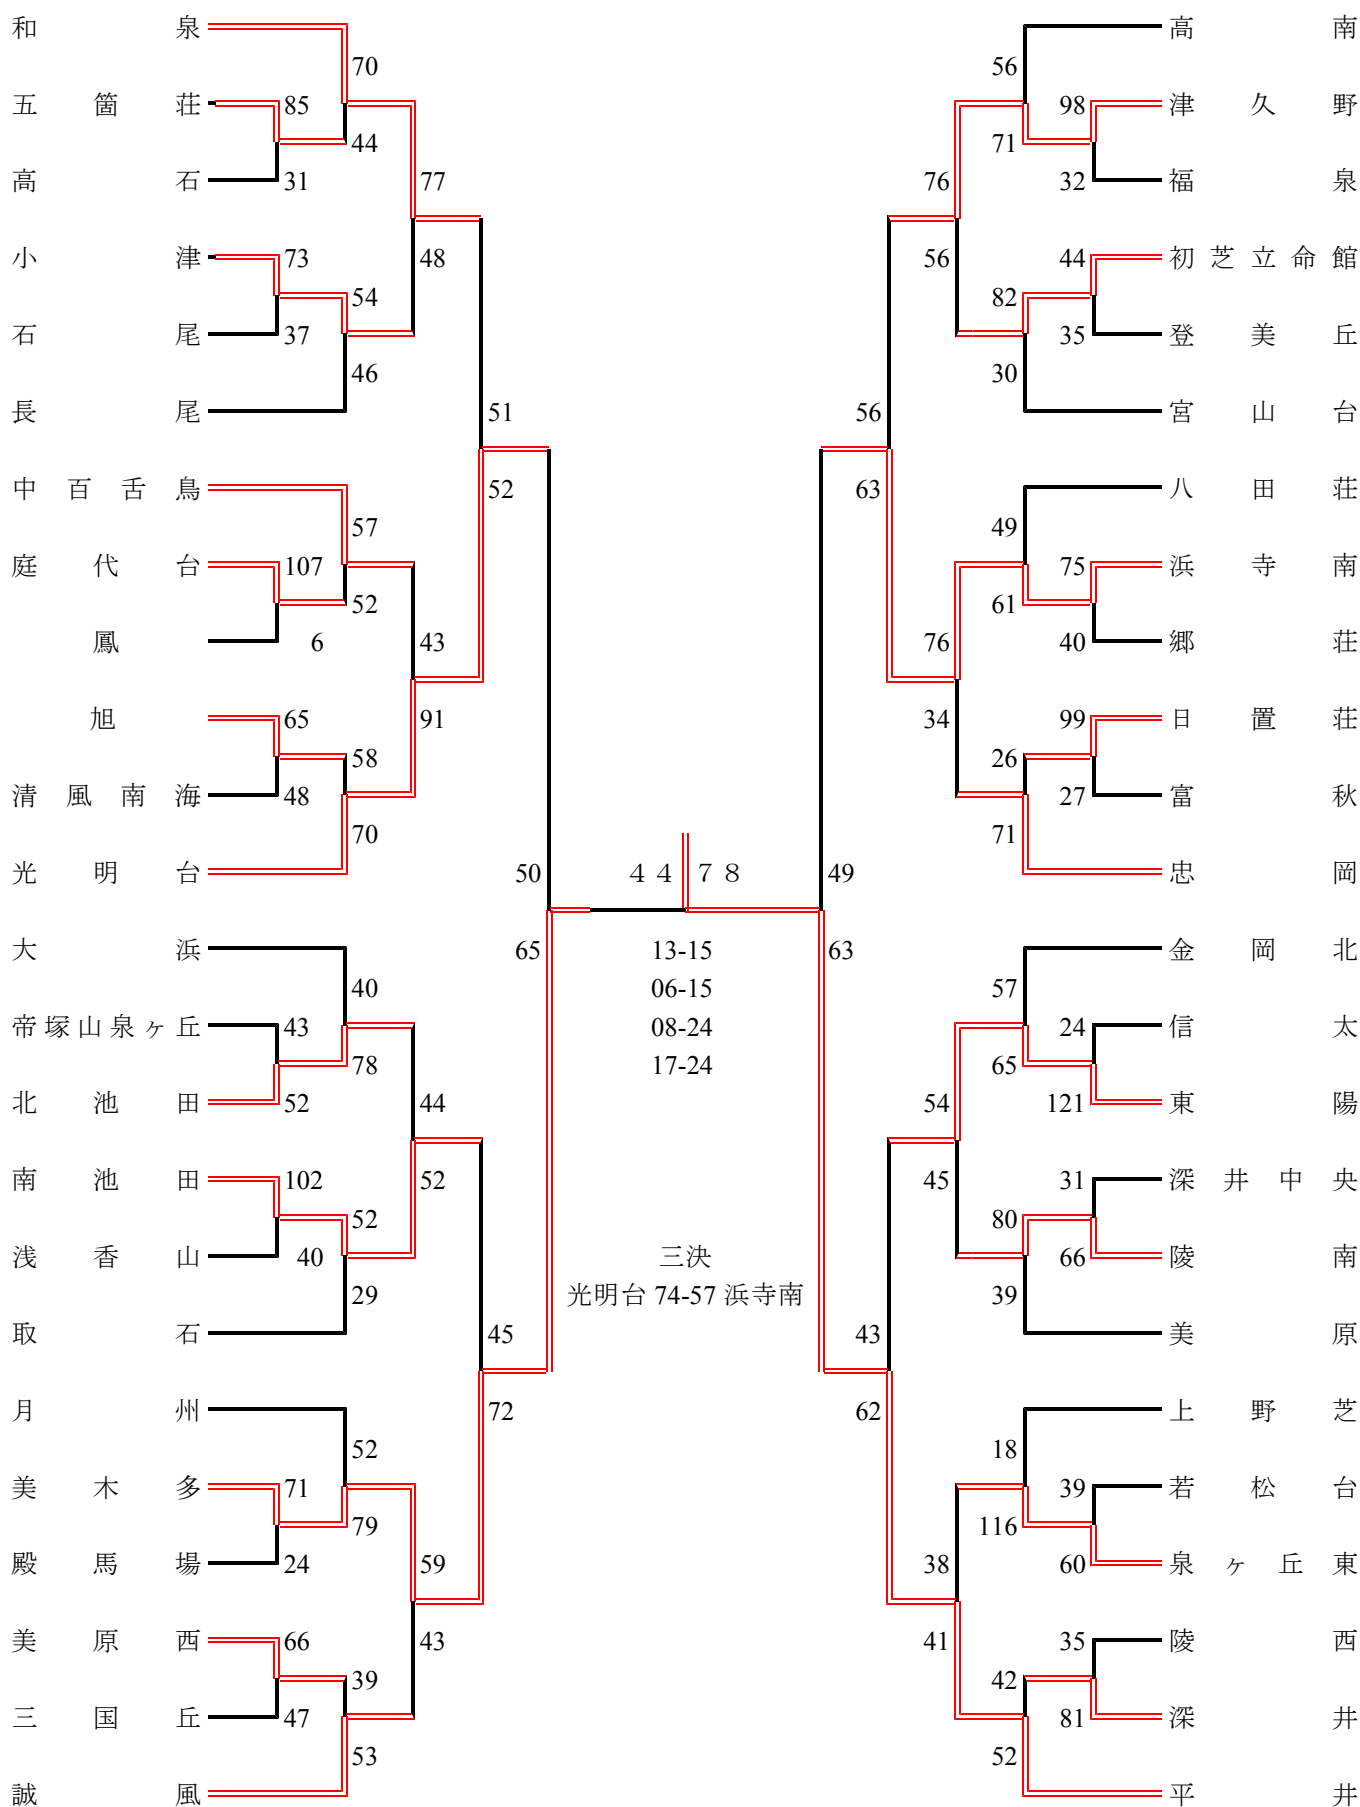 和泉
70
五箇荘
85
44
高石
31
77
小津
73
48
54
石尾
37
46
長尾
51
中百舌鳥
52
57
庭代台
107
52
鳳
6
43
旭
65
91
58
清風南海
48
70
光明台
50
大浜
65
40
帝塚山泉ヶ丘
43
78
北池田
52
44
南池田
102
52
52
浅香山
40
29
取石
45
月州
72
52
美木多
71
79
殿馬場
24
59
美原西
66
43
39
三国丘
47
53
誠風
44 78
13-15
06-15
08-24
17-24
三決
光明台 74-57 浜寺南
高南
56
98
津久野
71
76
32
福泉
56
44
初芝立命館
82
35
登美丘
30
56
宮山台
63
八田荘
49
75
浜寺南
61
76
40
郷荘
34
99
日置荘
26
27
富秋
71
49
忠岡
63
金岡北
57
24
信太
65
54
121
東陽
45
31
深井中央
80
66
陵南
39
43
美原
62
上野芝
18
39
若松台
116
38
60
泉ヶ丘東
41
35
陵西
42
81
深井
52
平井